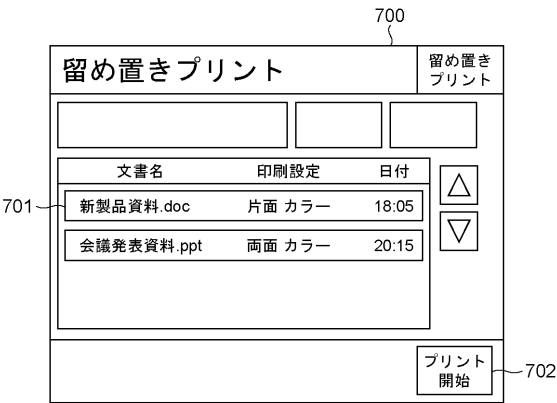 700
留め置きプリント
留め置き
プリント
文書名 印刷設定 日付
701
新製品資料.doc 片面 カラー 18:05
会議発表資料.ppt 両面 カラー 20:15
プリント
開始
702